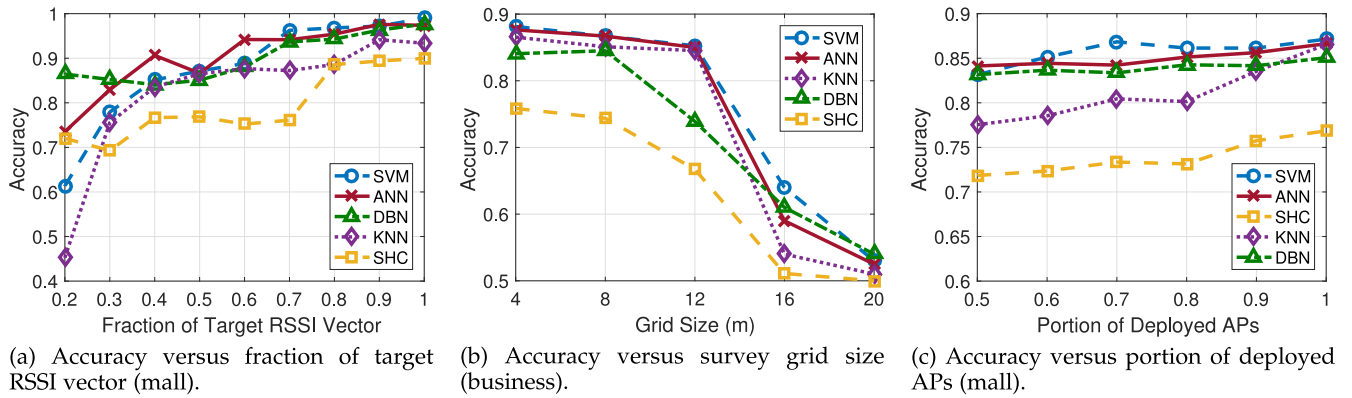 1
0.9
0.8
0.7
0.6
0.5
0.4
Accuracy
SVM
ANN
DBN
KNN
SHC
0.2 0.3 0.4 0.5 0.6 0.7 0.8 0.9 1
Fraction of Target RSSI Vector
(a) Accuracy versus fraction of target
RSSI vector (mall).
0.9
0.8
0.7
0.6
0.5
Accuracy
SVM
ANN
KNN
DBN
SHC
4 8 12 16 20
Grid Size (m)
(b) Accuracy versus survey grid size
(business).
0.9
0.85
0.8
0.75
0.7
0.65
0.6
Accuracy
SVM
ANN
SHC
KNN
DBN
0.5 0.6 0.7 0.8 0.9 1
Portion of Deployed APs
(c) Accuracy versus portion of deployed
APs (mall).